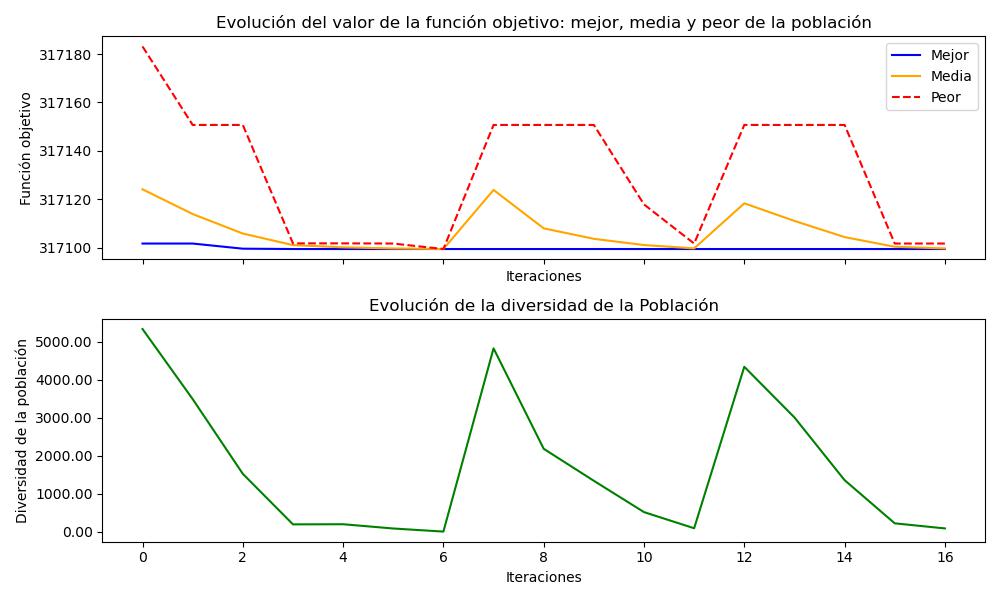 Evolución del valor de la función objetivo: mejor, media y peor de la población
Función objetivo
317180
317160
317140
317120
317100
Mejor
Media
Peor
Iteraciones
Evolución de la diversidad de la Población
Diversidad de la población
5000.00
4000.00
3000.00
2000.00
1000.00
0.00
0 2 4 6 8 10 12 14 16
Iteraciones